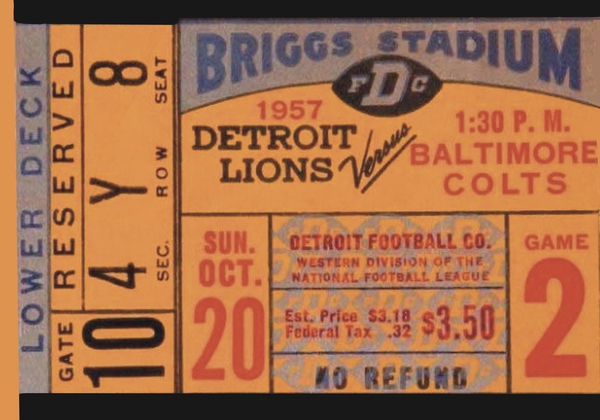 LOWER DECK
RESERVED
SEC. 4 ROW Y SEAT 8
GATE 10
BRIGGS STADIUM
FDC
1957
DETROIT
LIONS
Versus
1:30 P. M.
BALTIMORE
COLTS
SUN.
OCT.
20
DETROIT FOOTBALL CO.
WESTERN DIVISION OF THE
NATIONAL FOOTBALL LEAGUE
Est. Price $3.18
Federal Tax .32
$3.50
NO REFUND
GAME
2